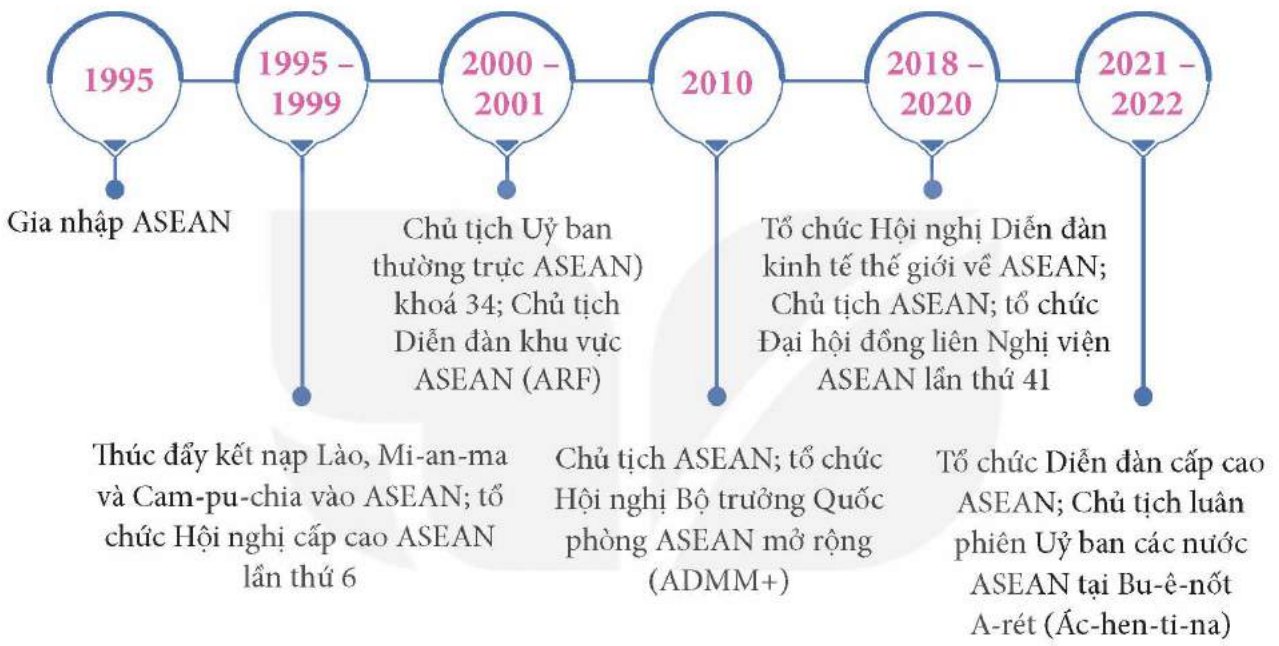 1995
1995 –
1999
2000 –
2001
2010
2018 –
2020
2021 –
2022
Gia nhập ASEAN
Chủ tịch Uỷ ban
thường trực ASEAN)
khoá 34; Chủ tịch
Diễn đàn khu vực
ASEAN (ARF)
Tổ chức Hội nghị Diễn đàn
kinh tế thế giới về ASEAN;
Chủ tịch ASEAN; tổ chức
Đại hội đồng liên Nghị viện
ASEAN lần thứ 41
Thúc đẩy kết nạp Lào, Mi-an-ma
và Cam-pu-chia vào ASEAN; tổ
chức Hội nghị cấp cao ASEAN
lần thứ 6
Chủ tịch ASEAN; tổ chức
Hội nghị Bộ trưởng Quốc
phòng ASEAN mở rộng
(ADMM+)
Tổ chức Diễn đàn cấp cao
ASEAN; Chủ tịch luân
phiên Uỷ ban các nước
ASEAN tại Bu-ê-nốt
A-rét (Ác-hen-ti-na)